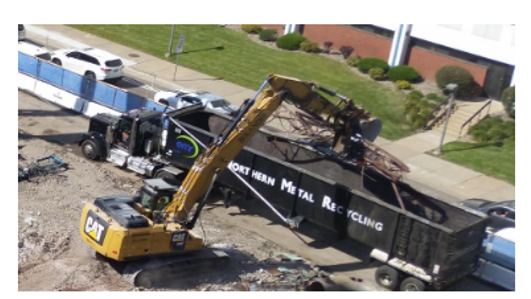 ORTHERN METAL RECYCLING
CAT